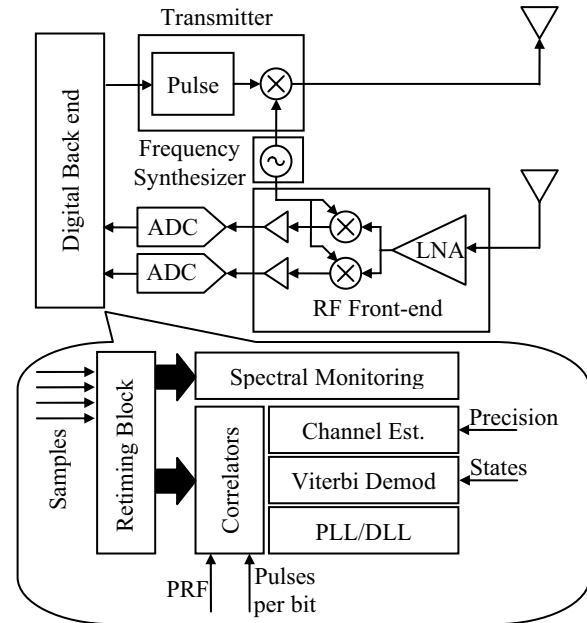 Transmitter
Pulse
Digital Back end
Frequency
Synthesizer
ADC
ADC
LNA
RF Front-end
Samples
Retiming Block
Spectral Monitoring
Correlators
Channel Est.
Precision
Viterbi Demod
States
PLL/DLL
PRF
Pulses
per bit